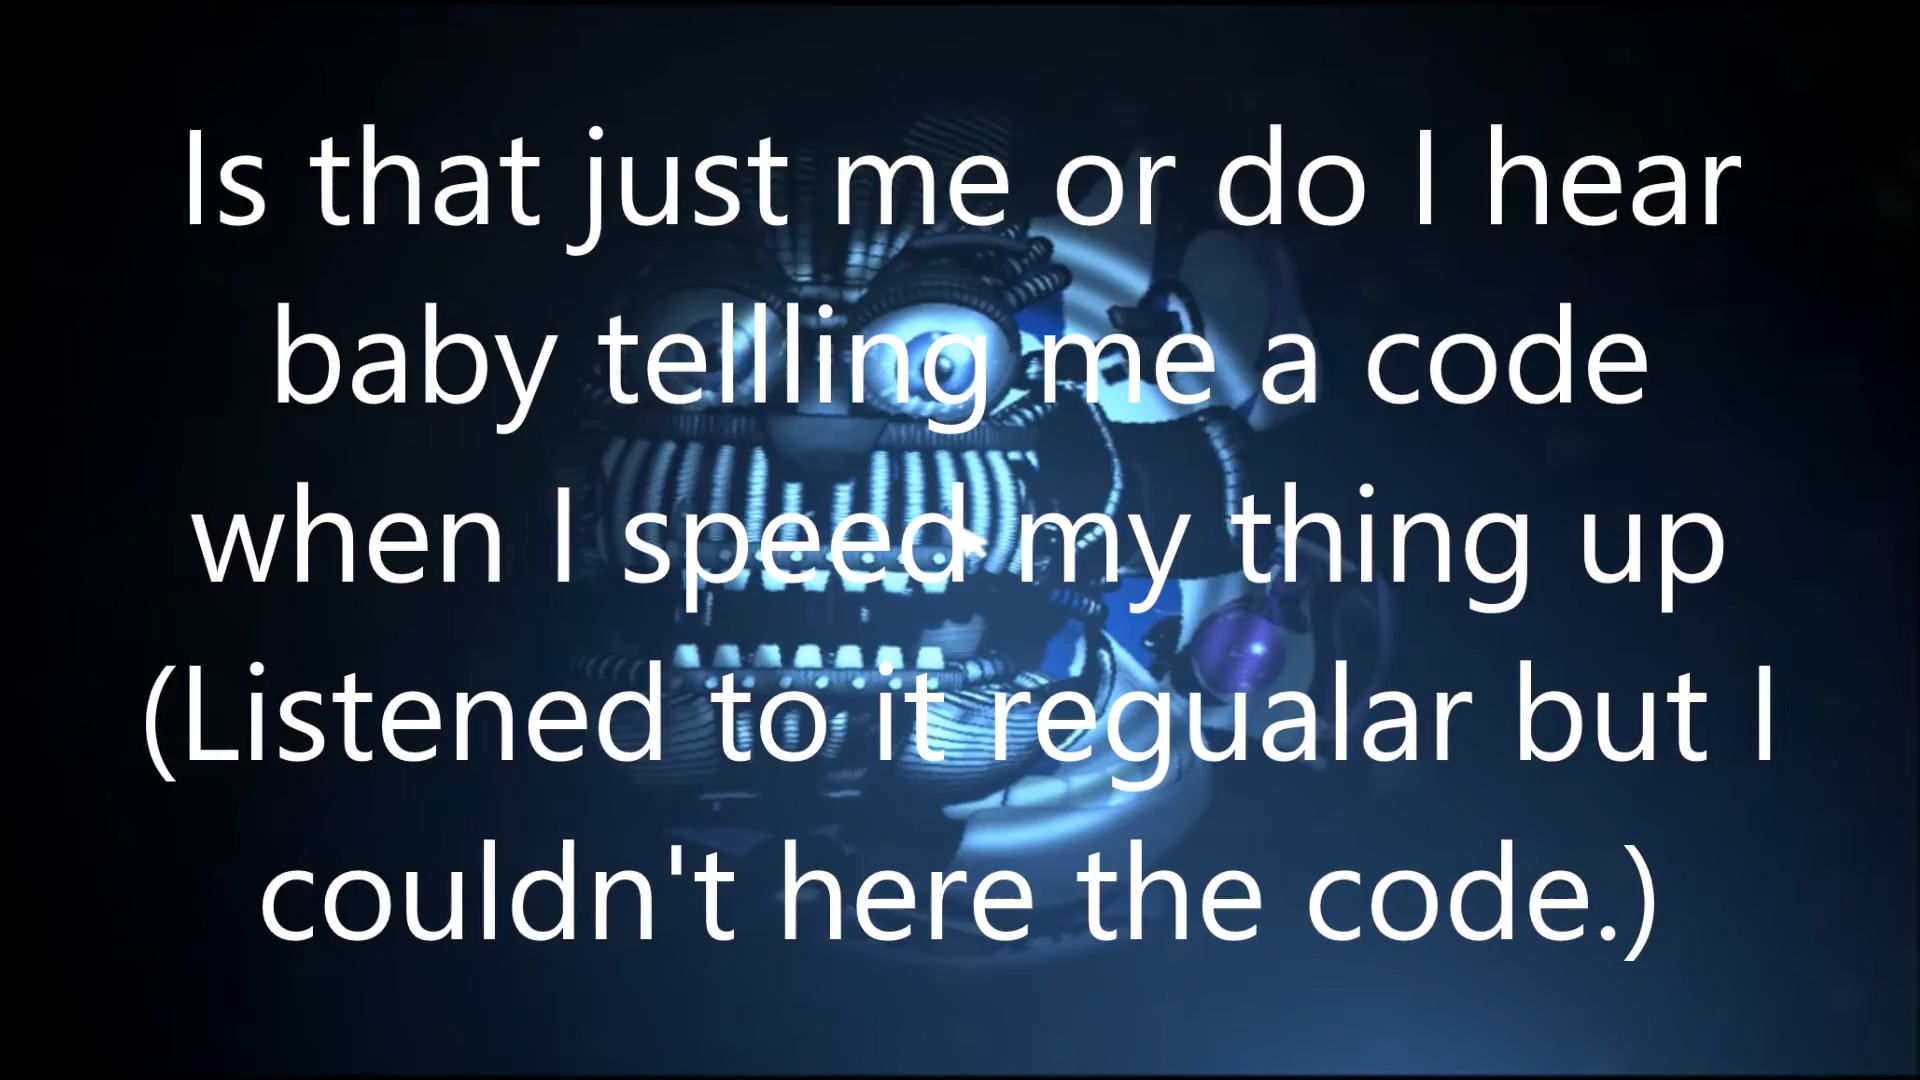 Is that just me or do I hear
baby tellling me a code
when I speed my thing up
(Listened to it regualar but I
couldn't here the code.)